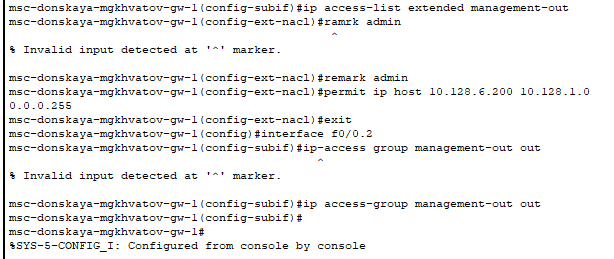 msc-donskaya-mgkhvatov-gw-1(config-subif)#ip access-list extended management-out
msc-donskaya-mgkhvatov-gw-1(config-ext-nacl)#ramrk admin
^
% Invalid input detected at '^' marker.
msc-donskaya-mgkhvatov-gw-1(config-ext-nacl)#remark admin
msc-donskaya-mgkhvatov-gw-1(config-ext-nacl)#permit ip host 10.128.6.200 10.128.1.0
0.0.0.255
msc-donskaya-mgkhvatov-gw-1(config-ext-nacl)#exit
msc-donskaya-mgkhvatov-gw-1(config)#interface f0/0.2
msc-donskaya-mgkhvatov-gw-1(config-subif)#ip-access group management-out out
^
% Invalid input detected at '^' marker.
msc-donskaya-mgkhvatov-gw-1(config-subif)#ip access-group management-out out
msc-donskaya-mgkhvatov-gw-1(config-subif)#
msc-donskaya-mgkhvatov-gw-1#
%SYS-5-CONFIG_I: Configured from console by console